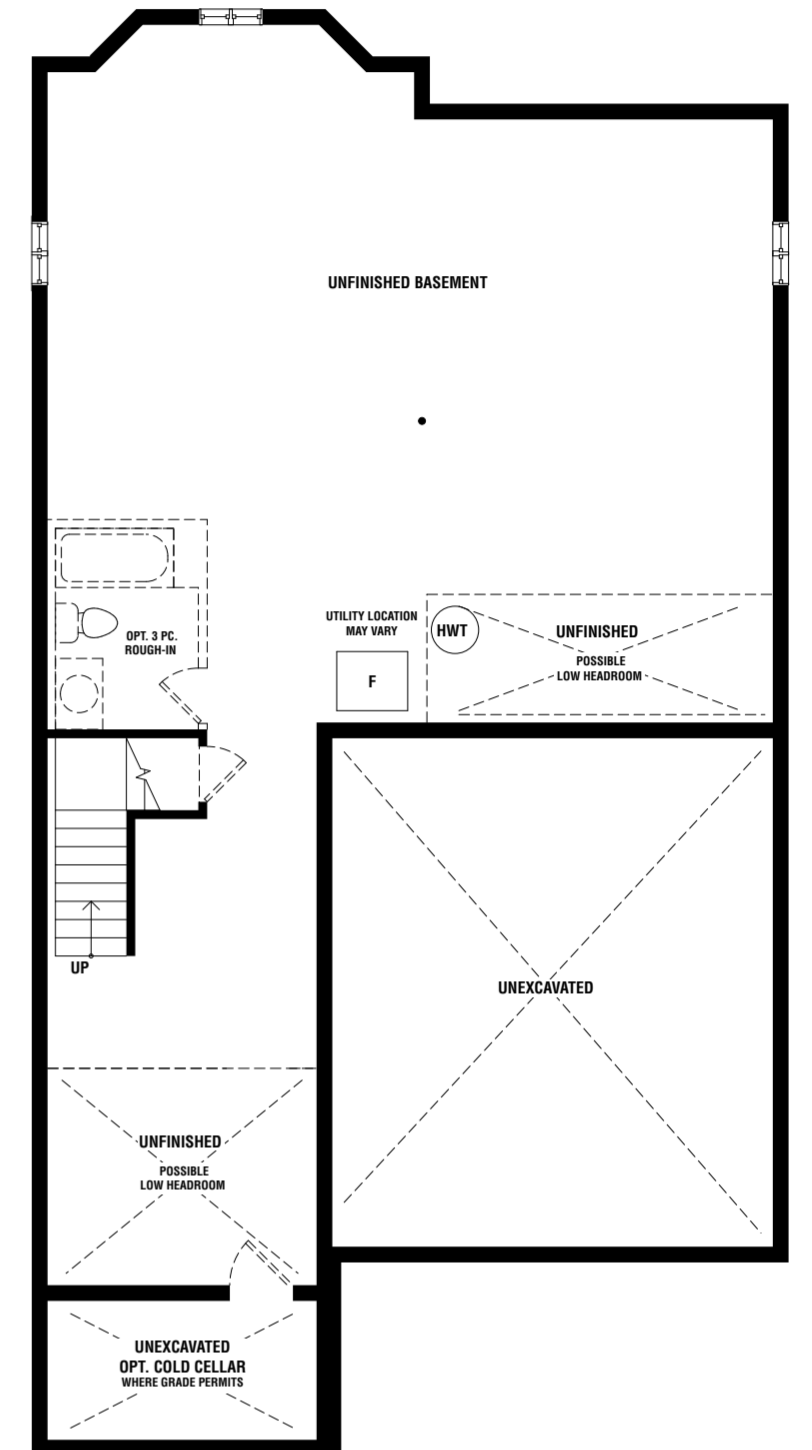 UNFINISHED BASEMENT
OPT. 3 PC.
ROUGH-IN
UTILITY LOCATION
MAY VARY
F
HWT
UNFINISHED
POSSIBLE
LOW HEADROOM
UP
UNEXCAVATED
UNFINISHED
POSSIBLE
LOW HEADROOM
UNEXCAVATED
OPT. COLD CELLAR
WHERE GRADE PERMITS